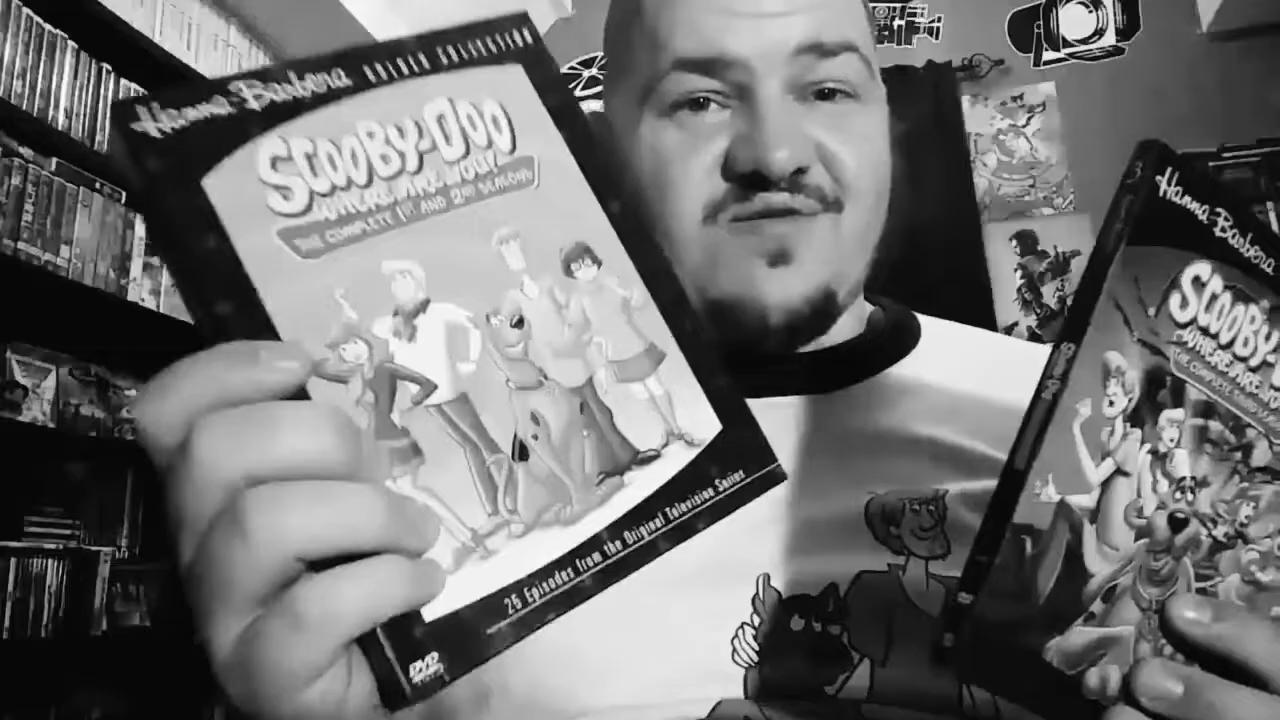 Hanna-Barbera GOLDEN COLLECTION
SCOOBY-DOO
WHERE ARE YOU!
THE COMPLETE 1ST AND 2ND SEASONS
25 Episodes from the Original Television Series
DVD
Hanna-Barbera
SCOOBY-
WHERE ARE
THE COMPLETE